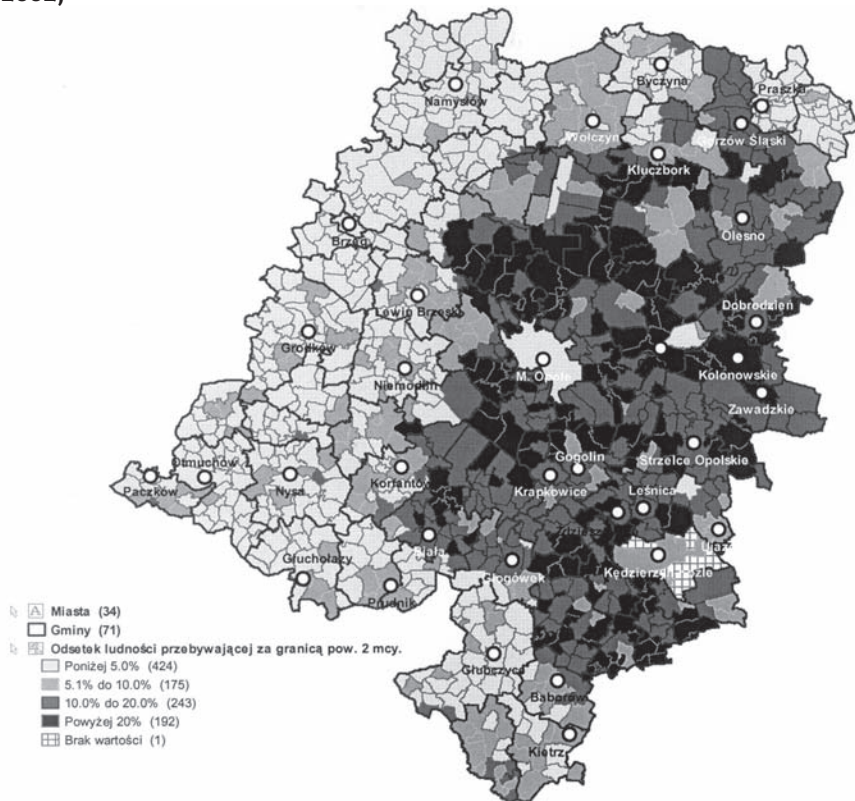 2002)
Byczyna
Praszka
Namysłów
Wołczyn
Gorzów Śląski
Kluczbork
Olesno
Brzeg
Lewin Brzeski
Dobrodzień
Grodków
M. Opole
Kolonowskie
Niemodlin
Zawadzkie
Otmuchów
Gogolin
Strzelce Opolskie
Paczków
Nysa
Korfantów
Krapkowice
Leśnica
Biała
Głogówek
Kędzierzyn-Koźle
Głuchołazy
Prudnik
Głubczyce
Baborów
Kietrz
A Miasta (34)
Gminy (71)
Odsetek ludności przebywającej za granicą pow. 2 mcy.
Poniżej 5.0% (424)
5.1% do 10.0% (175)
10.0% do 20.0% (243)
Powyżej 20% (192)
Brak wartości (1)